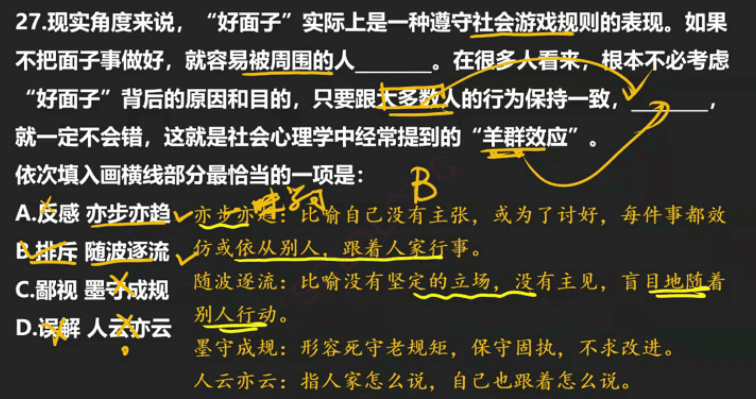 27.现实角度来说，“好面子”实际上是一种遵守社会游戏规则的表现。如果
不把面子事做好，就容易被周围的人________。在很多人看来，根本不必考虑
“好面子”背后的原因和目的，只要跟大多数人的行为保持一致，________，
就一定不会错，这就是社会心理学中经常提到的“羊群效应”。
依次填入画横线部分最恰当的一项是：
B
A.反感 亦步亦趋
亦步亦趋：比喻自己没有主张，或为了讨好，每件事都效
B.排斥 随波逐流
仿或依从别人，跟着人家行事。
C.鄙视 墨守成规
随波逐流：比喻没有坚定的立场，没有主见，盲目地随着
D.误解 人云亦云
别人行动。
墨守成规：形容死守老规矩，保守固执，不求改进。
人云亦云：指人家怎么说，自己也跟着怎么说。